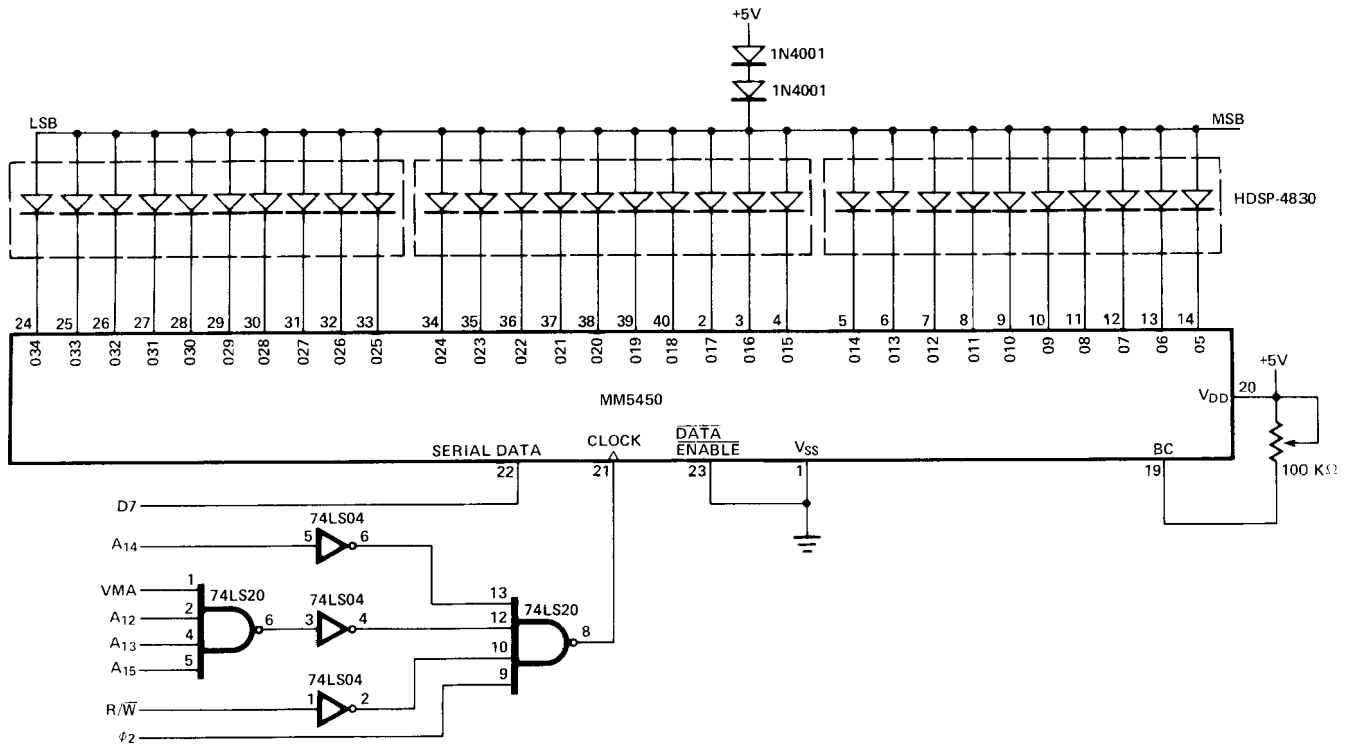 +5V
1N4001
1N4001
LSB
MSB
HDSP-4830
24 25 26 27 28 29 30 31 32 33 34 35 36 37 38 39 40 2 3 4 5 6 7 8 9 10 11 12 13 14
034 033 032 031 030 029 028 027 026 025 024 023 022 021 020 019 018 017 016 015 014 013 012 011 010 09 08 07 06 05
+5V
VDD 20
MM5450
SERIAL DATA
CLOCK
DATA
ENABLE
VSS
BC
22
21
23
1
19
100 KΩ
D7
74LS04
A14
5
6
VMA
1
74LS20
A12
2
6
A13
4
A15
5
74LS04
3
4
13
74LS20
12
8
10
9
74LS04
R/W
1
2
φ2